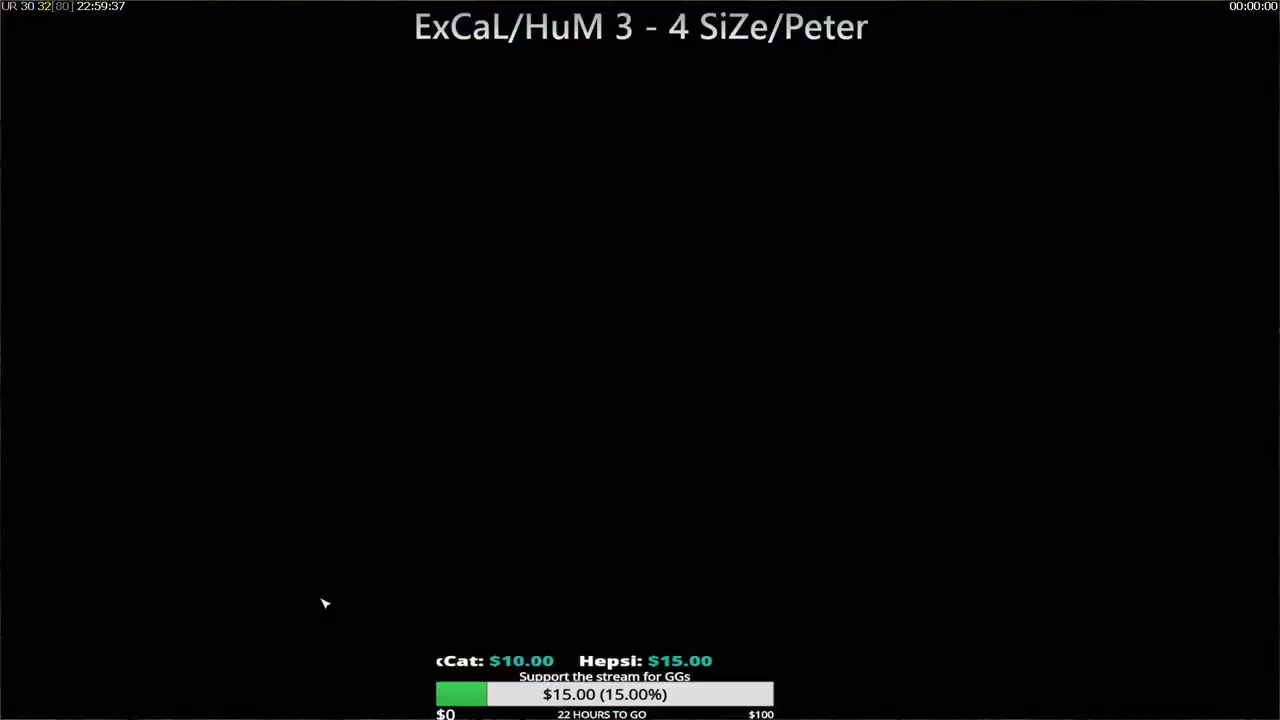 UR 30 32[80] 22:59:37
00:00:00
ExCaL/HuM 3 - 4 SiZe/Peter
Cat: $10.00 Hepsi: $15.00
Support the stream for GGs
$15.00 (15.00%)
$0 22 HOURS TO GO $100